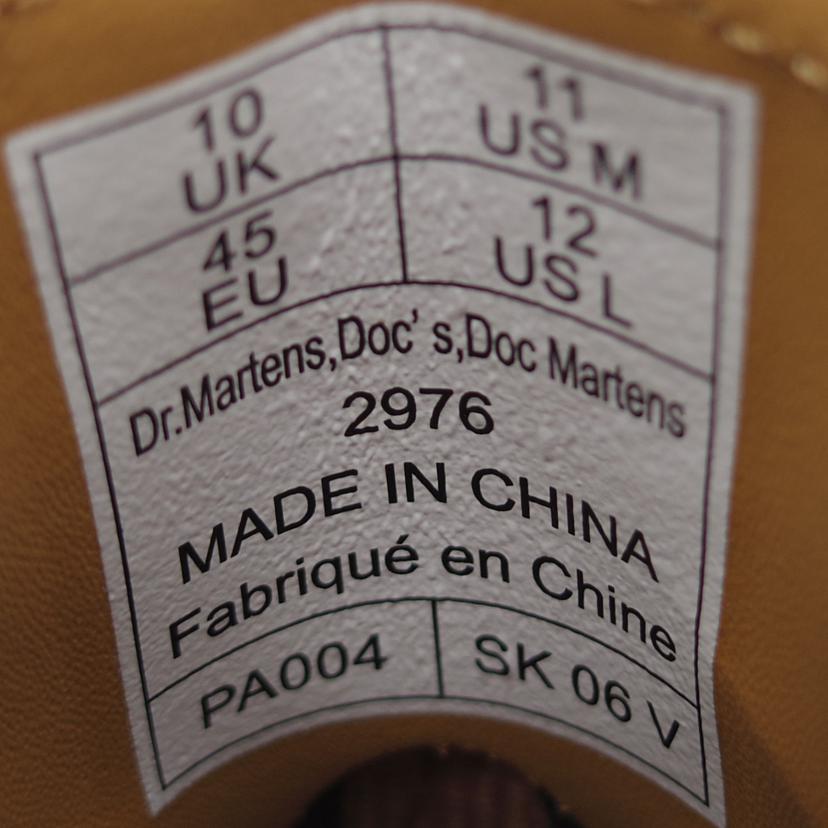 10
UK
11
US M
45
EU
12
US L
Dr.Martens,Doc' s,Doc Martens
2976
MADE IN CHINA
Fabriqué en Chine
PA004
SK 06 V